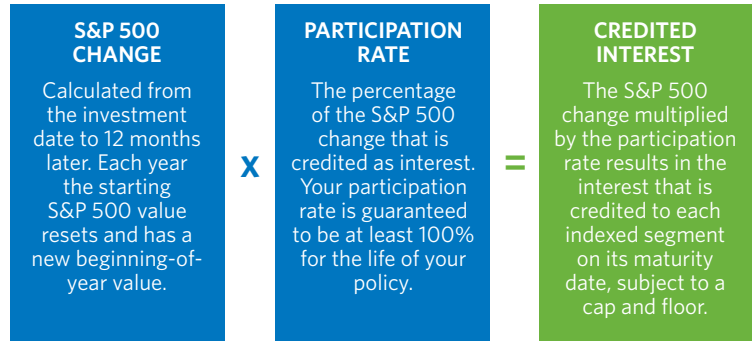 S&P 500
CHANGE
Calculated from
the investment
date to 12 months
later. Each year
the starting
S&P 500 value
resets and has a
new beginning-of-
year value.
x
PARTICIPATION
RATE
The percentage
of the S&P 500
change that is
credited as interest.
Your participation
rate is guaranteed
to be at least 100%
for the life of your
policy.
=
CREDITED
INTEREST
The S&P 500
change multiplied
by the participation
rate results in the
interest that is
credited to each
indexed segment
on its maturity
date, subject to a
cap and floor.